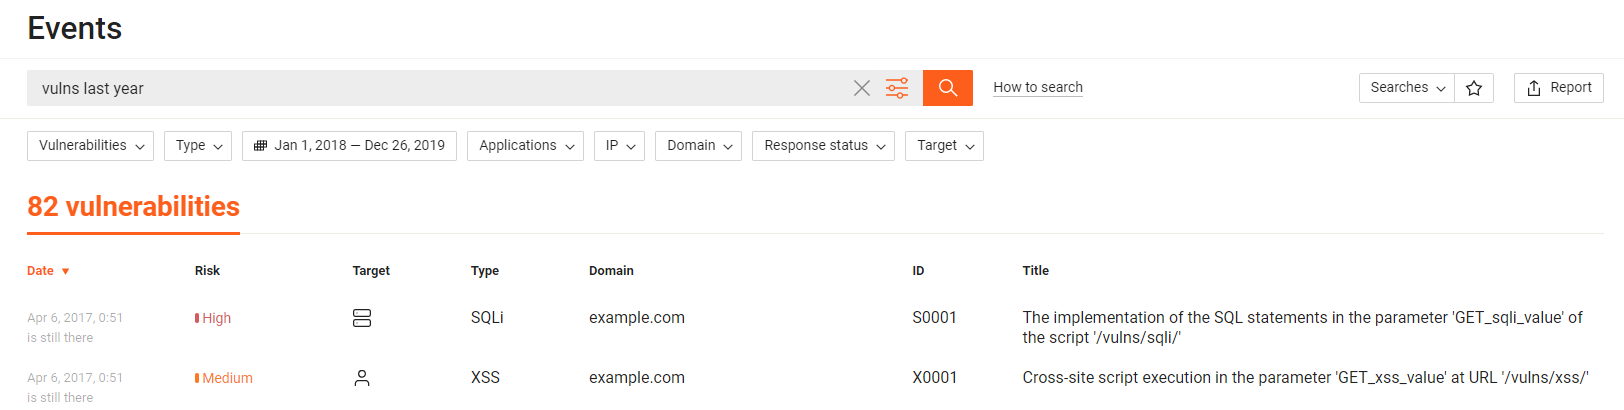 Events
vulns last year
How to search
Searches
Report
Vulnerabilities
Type
Jan 1, 2018 — Dec 26, 2019
Applications
IP
Domain
Response status
Target
82 vulnerabilities
Date Risk Target Type Domain ID Title
Apr 6, 2017, 0:51 High SQLi example.com S0001 The implementation of the SQL statements in the parameter 'GET_sqli_value' of
is still there the script '/vulns/sqli/'
Apr 6, 2017, 0:51 Medium XSS example.com X0001 Cross-site script execution in the parameter 'GET_xss_value' at URL '/vulns/xss/'
is still there